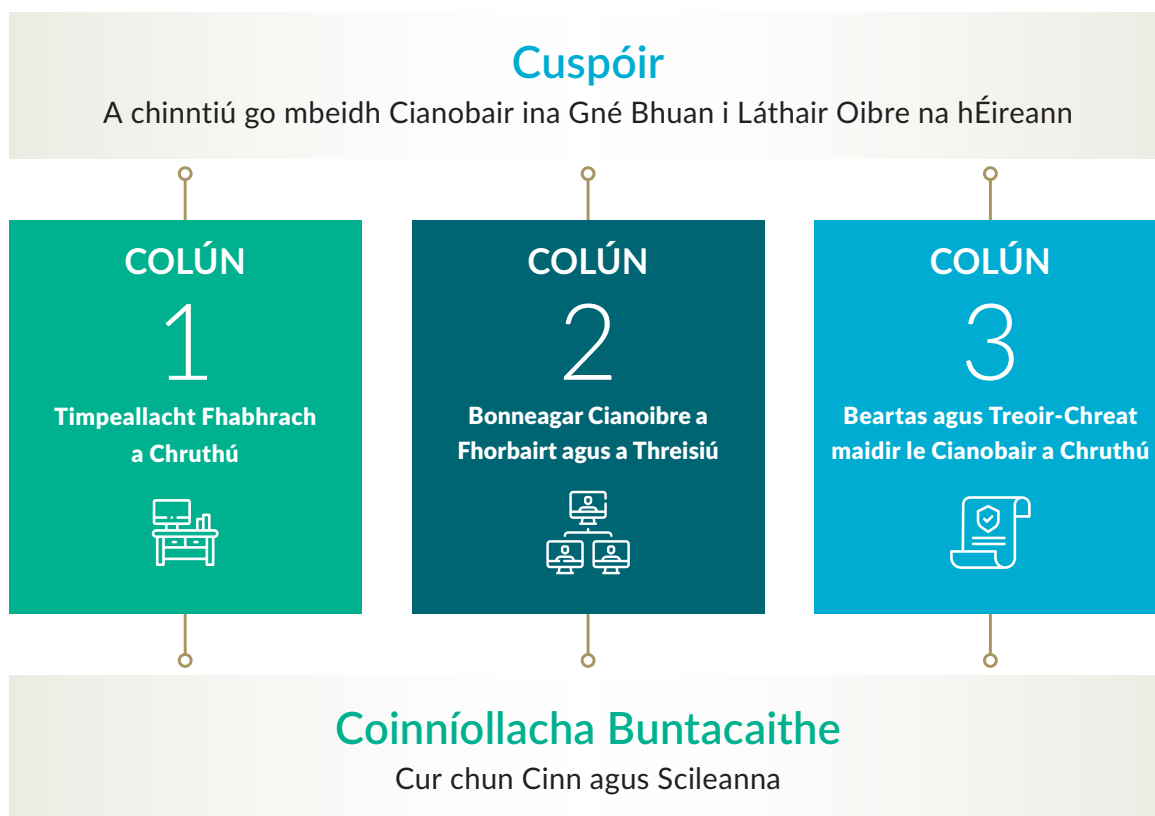 Cuspóir
A chinntiú go mbeidh Cianobair ina Gné Bhuan i Láthair Oibre na hÉireann
COLÚN
1
Timpeallacht Fhabhrach
a Chruthú
COLÚN
2
Bonneagar Cianoibre a
Fhorbairt agus a Threisiú
COLÚN
3
Beartas agus Treoir-Chreat
maidir le Cianobair a Chruthú
Coinníollacha Buntacaithe
Cur chun Cinn agus Scileanna